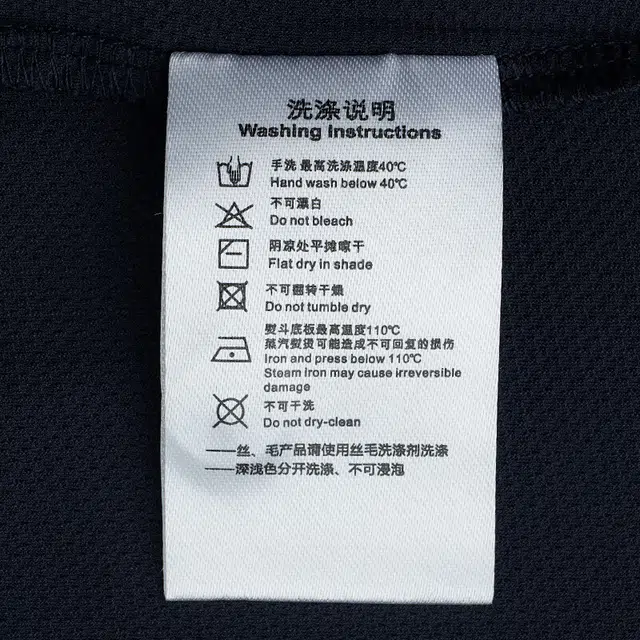 洗涤说明
Washing Instructions
手洗 最高洗涤温度40℃
Hand wash below 40℃
不可漂白
Do not bleach
阴凉处平摊晾干
Flat dry in shade
不可翻转干燥
Do not tumble dry
熨斗底板最高温度110℃
蒸汽熨烫可能造成不可回复的损伤
Iron and press below 110℃
Steam iron may cause irreversible
damage
不可干洗
Do not dry-clean
——丝、毛产品请使用丝毛洗涤剂洗涤
——深浅色分开洗涤、不可浸泡